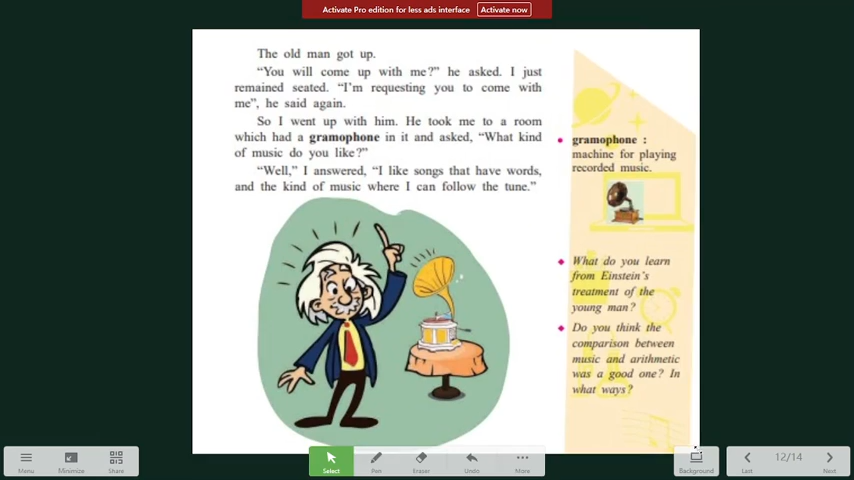 Activate Pro edition for less ads interface
Activate now
The old man got up.
“You will come up with me?” he asked. I just
remained seated. “I’m requesting you to come with
me”, he said again.
So I went up with him. He took me to a room
which had a gramophone in it and asked, “What kind
of music do you like?”
“Well,” I answered, “I like songs that have words,
and the kind of music where I can follow the tune.”
gramophone :
machine for playing
recorded music.
What do you learn
from Einstein’s
treatment of the
young man?
Do you think the
comparison between
music and arithmetic
was a good one? In
what ways?
Menu
Minimize
Share
Select
Pen
Eraser
Undo
More
Background
Last
12/14
Next